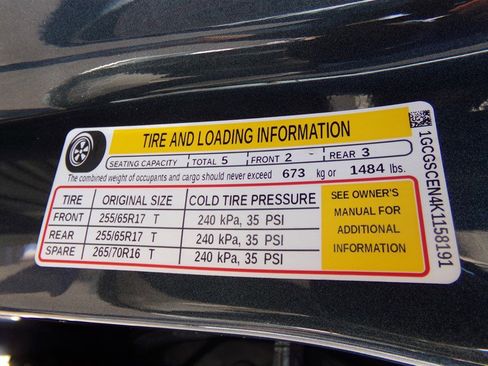 TIRE AND LOADING INFORMATION
SEATING CAPACITY TOTAL 5 FRONT 2 - REAR 3
The combined weight of occupants and cargo should never exceed 673 kg or 1484 lbs.
TIRE ORIGINAL SIZE COLD TIRE PRESSURE
FRONT 255/65R17 T 240 kPa, 35 PSI
REAR 255/65R17 T 240 kPa, 35 PSI
SPARE 265/70R16 T 240 kPa, 35 PSI
SEE OWNER'S
MANUAL FOR
ADDITIONAL
INFORMATION
1GCGSCEN4K1158191